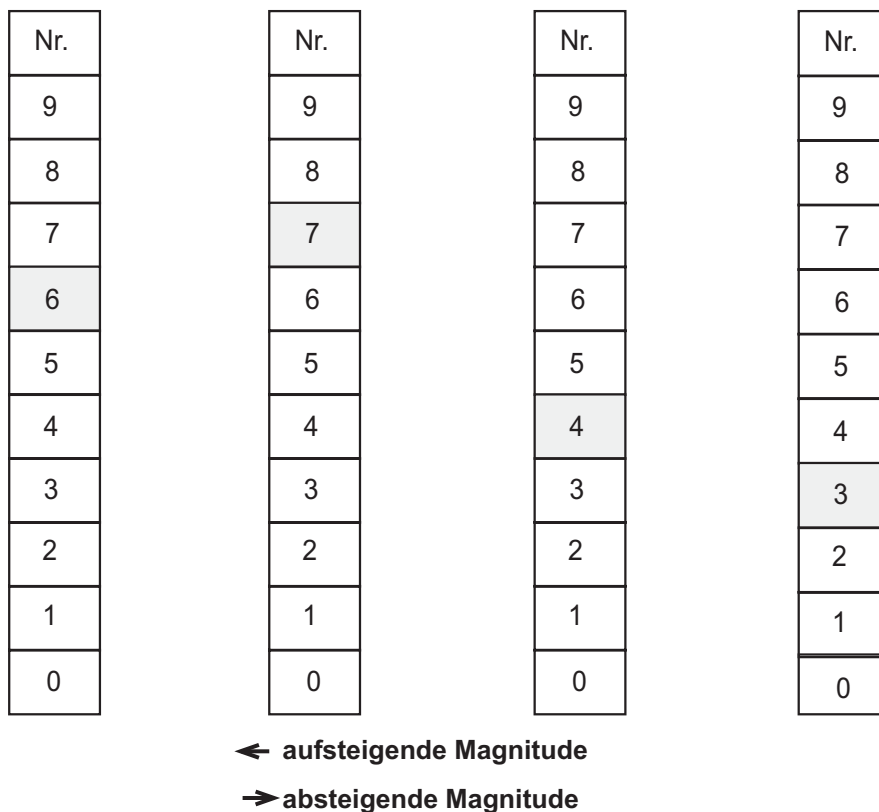 Nr. Nr. Nr. Nr.
9 9 9 9
8 8 8 8
7 7 7 7
6 6 6 6
5 5 5 5
4 4 4 4
3 3 3 3
2 2 2 2
1 1 1 1
0 0 0 0
← aufsteigende Magnitude
→ absteigende Magnitude